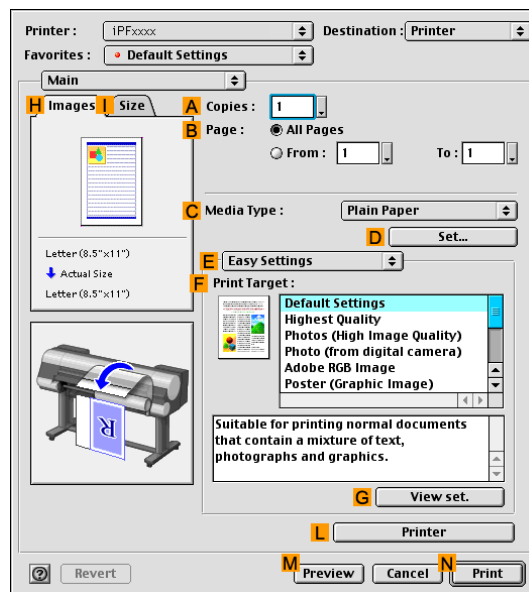 Printer : iPFxxxx Destination : Printer
Favorites : Default Settings
Main
H Images I Size A Copies : 1
B Page : All Pages
From : 1 To : 1
C Media Type : Plain Paper
D Set...
Letter (8.5"x11")
Actual Size
Letter (8.5"x11")
E Easy Settings
F Print Target :
Default Settings
Highest Quality
Photos (High Image Quality)
Photo (from digital camera)
Adobe RGB Image
Poster (Graphic Image)
R
Suitable for printing normal documents
that contain a mixture of text,
photographs and graphics.
G View set.
L Printer
M Preview Cancel N Print
? Revert